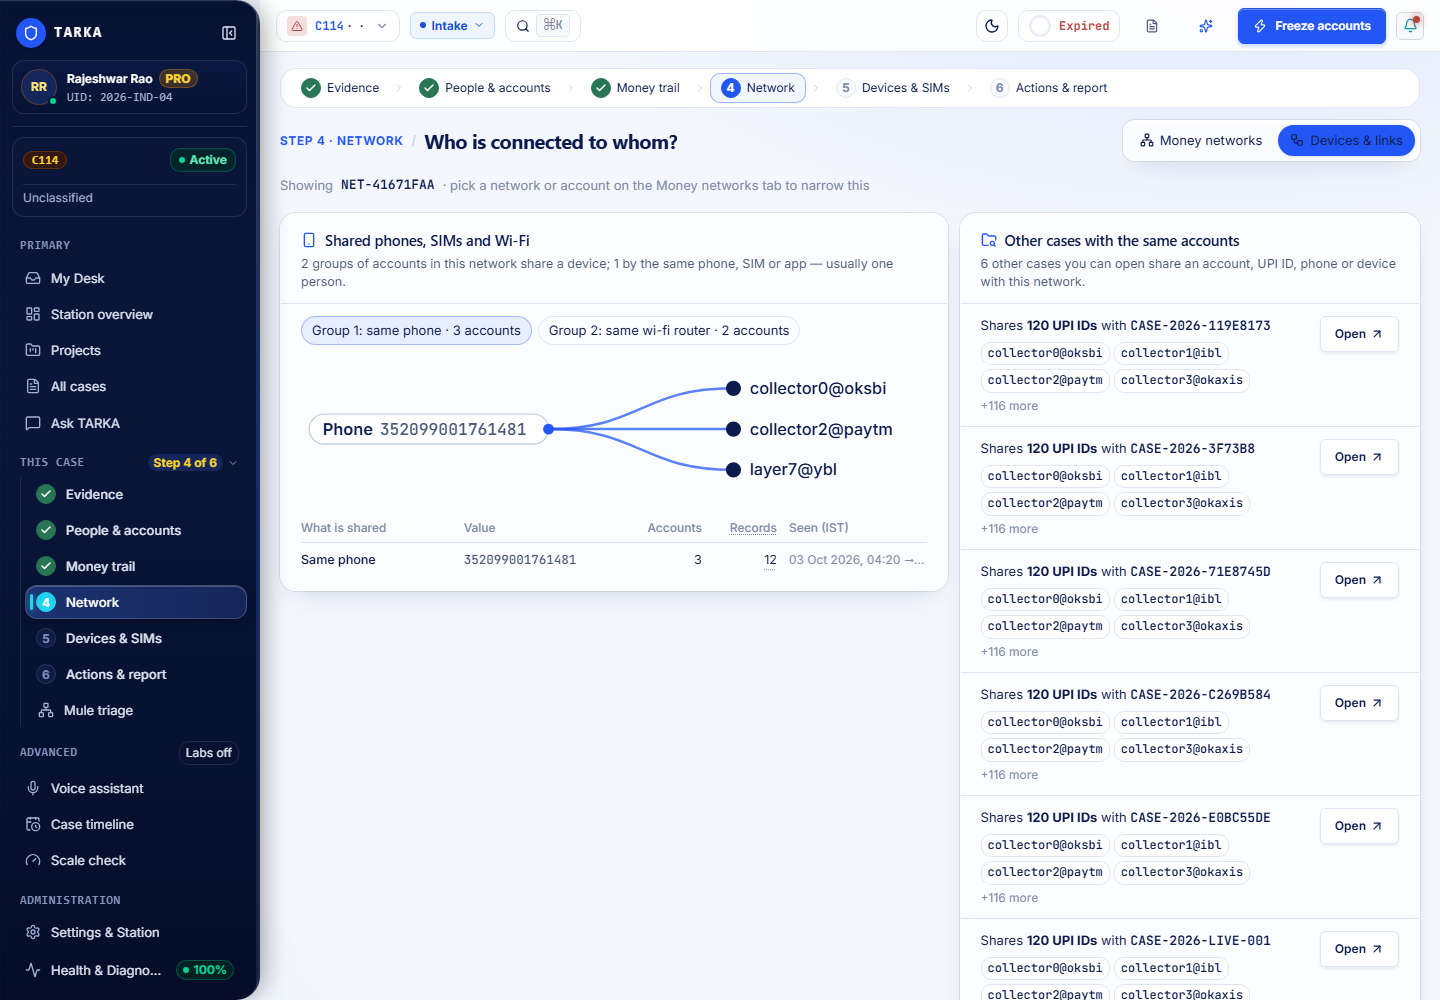 TARKA
RR
Rajeshwar Rao PRO
UID: 2026-IND-04
C114
Active
Unclassified
PRIMARY
My Desk
Station overview
Projects
All cases
Ask TARKA
THIS CASE
Step 4 of 6
Evidence
People & accounts
Money trail
4 Network
5 Devices & SIMs
6 Actions & report
Mule triage
ADVANCED
Labs off
Voice assistant
Case timeline
Scale check
ADMINISTRATION
Settings & Station
Health & Diagno...
100%
C114 · ·
Intake
⌘K
Expired
Freeze accounts
Evidence
People & accounts
Money trail
4 Network
5 Devices & SIMs
6 Actions & report
STEP 4 · NETWORK / Who is connected to whom?
Money networks
Devices & links
Showing NET-41671FAA · pick a network or account on the Money networks tab to narrow this
Shared phones, SIMs and Wi-Fi
2 groups of accounts in this network share a device; 1 by the same phone, SIM or app — usually one
person.
Group 1: same phone · 3 accounts
Group 2: same wi-fi router · 2 accounts
Phone 352099001761481
collector0@oksbi
collector2@paytm
layer7@ybl
What is shared Value Accounts Records Seen (IST)
Same phone 352099001761481 3 12 03 Oct 2026, 04:20 →...
Other cases with the same accounts
6 other cases you can open share an account, UPI ID, phone or device
with this network.
Shares 120 UPI IDs with CASE-2026-119E8173
Open
collector0@oksbi collector1@ibl
collector2@paytm collector3@okaxis
+116 more
Shares 120 UPI IDs with CASE-2026-3F73B8
Open
collector0@oksbi collector1@ibl
collector2@paytm collector3@okaxis
+116 more
Shares 120 UPI IDs with CASE-2026-71E8745D
Open
collector0@oksbi collector1@ibl
collector2@paytm collector3@okaxis
+116 more
Shares 120 UPI IDs with CASE-2026-C269B584
Open
collector0@oksbi collector1@ibl
collector2@paytm collector3@okaxis
+116 more
Shares 120 UPI IDs with CASE-2026-E0BC55DE
Open
collector0@oksbi collector1@ibl
collector2@paytm collector3@okaxis
+116 more
Shares 120 UPI IDs with CASE-2026-LIVE-001
Open
collector0@oksbi collector1@ibl
collector2@paytm collector3@okaxis